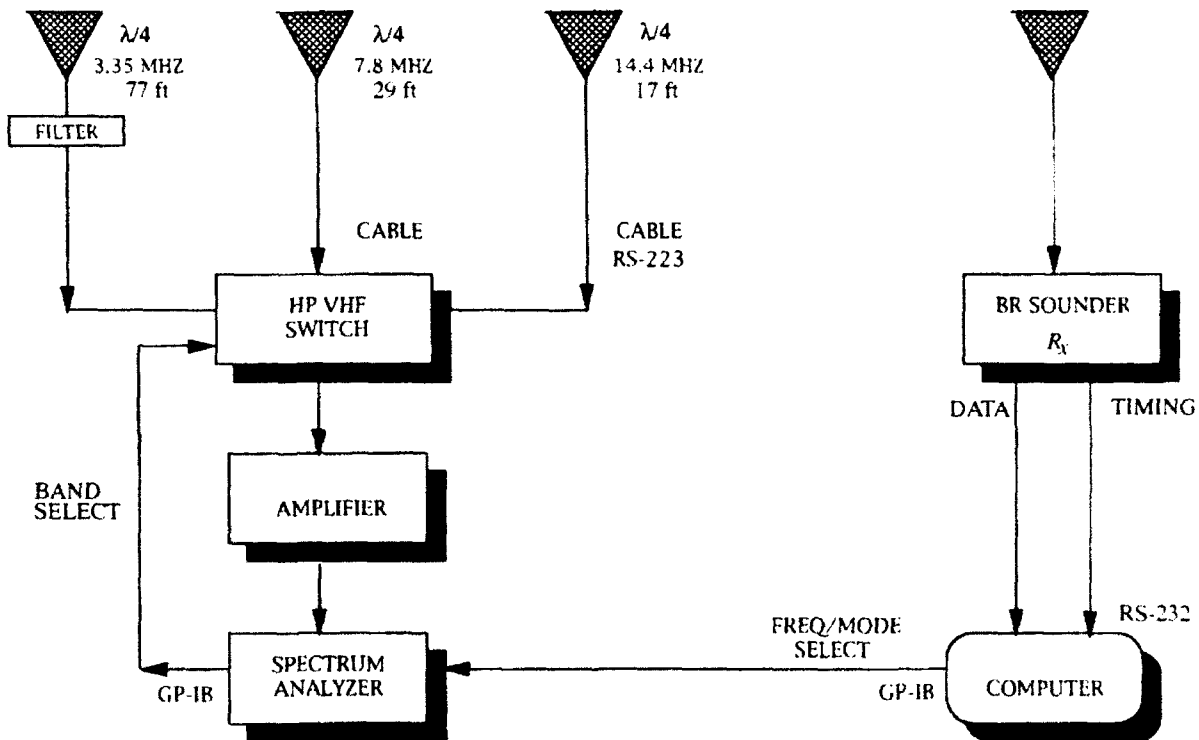 λ/4
3.35 MHZ
77 ft
λ/4
7.8 MHZ
29 ft
λ/4
14.4 MHZ
17 ft
FILTER
CABLE
CABLE
RS-223
HP VHF
SWITCH
BR SOUNDER
Rx
DATA
TIMING
BAND
SELECT
AMPLIFIER
RS-232
FREQ/MODE
SELECT
GP-IB
SPECTRUM
ANALYZER
GP-IB
COMPUTER